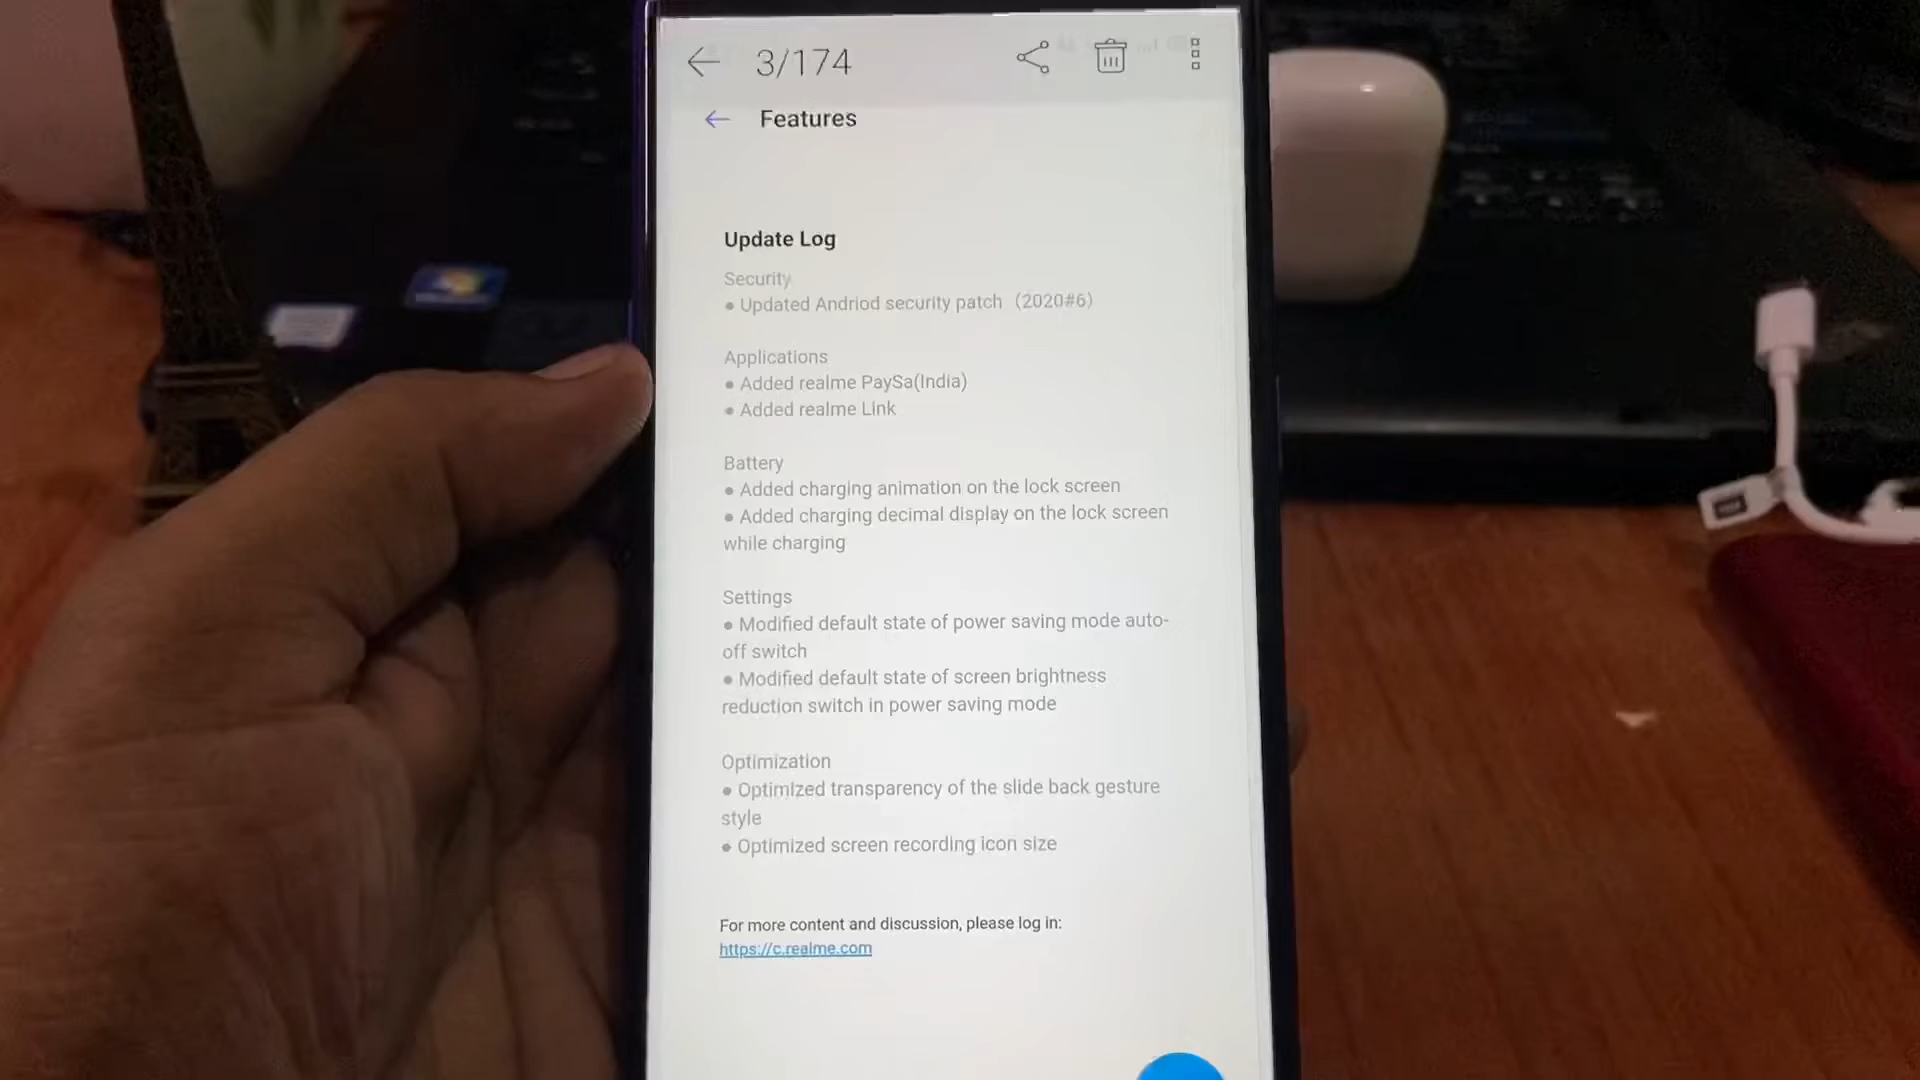 3/174
Features
Update Log
Security
• Updated Andriod security patch（2020#6）
Applications
• Added realme PaySa(India)
• Added realme Link
Battery
• Added charging animation on the lock screen
• Added charging decimal display on the lock screen
while charging
Settings
• Modified default state of power saving mode auto-
off switch
• Modified default state of screen brightness
reduction switch in power saving mode
Optimization
• Optimized transparency of the slide back gesture
style
• Optimized screen recording icon size
For more content and discussion, please log in:
https://c.realme.com